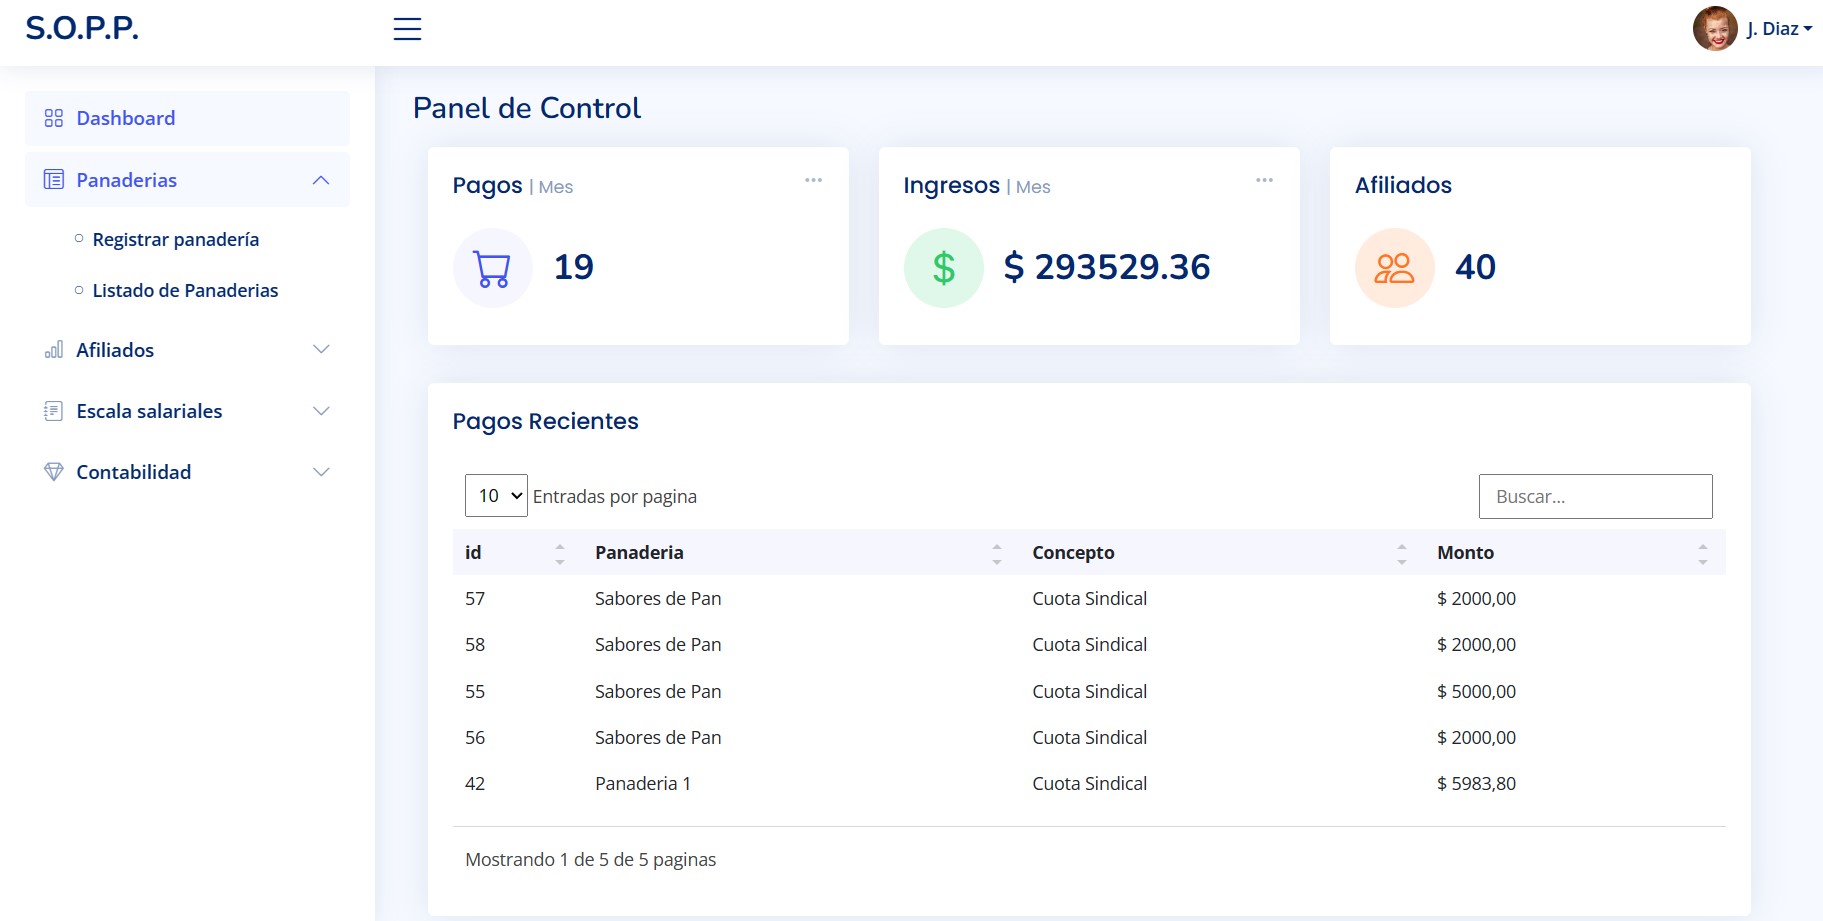 S.O.P.P.
J. Diaz
Dashboard
Panaderias
Registrar panadería
Listado de Panaderias
Afiliados
Escala salariales
Contabilidad
Panel de Control
Pagos | Mes
19
Ingresos | Mes
$ 293529.36
Afiliados
40
Pagos Recientes
10 Entradas por pagina
Buscar...
id Panaderia Concepto Monto
57 Sabores de Pan Cuota Sindical $ 2000,00
58 Sabores de Pan Cuota Sindical $ 2000,00
55 Sabores de Pan Cuota Sindical $ 5000,00
56 Sabores de Pan Cuota Sindical $ 2000,00
42 Panaderia 1 Cuota Sindical $ 5983,80
Mostrando 1 de 5 de 5 paginas